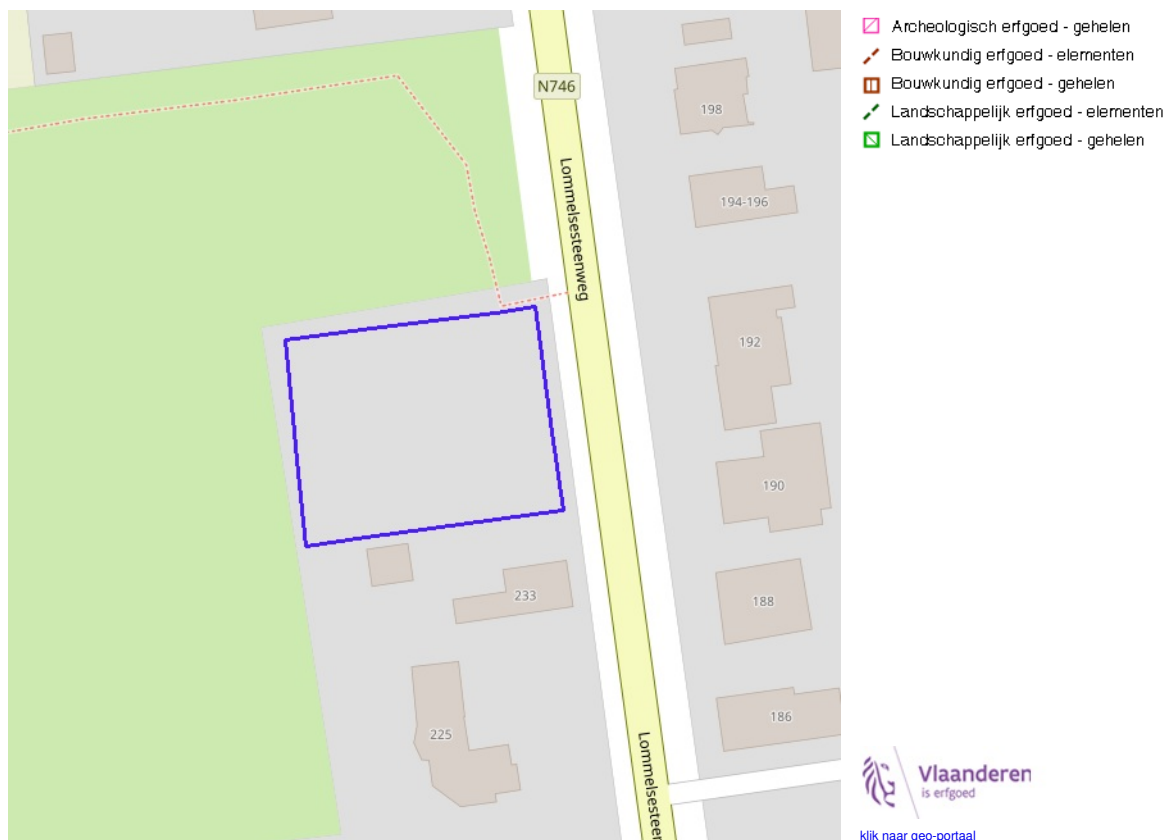 N746
Lommelsesteenweg
198
194-196
192
190
188
186
233
225
Lommelsesteen
Archeologisch erfgoed - gehelen
Bouwkundig erfgoed - elementen
Bouwkundig erfgoed - gehelen
Landschappelijk erfgoed - elementen
Landschappelijk erfgoed - gehelen
Vlaanderen
is erfgoed
klik naar geo-portaal